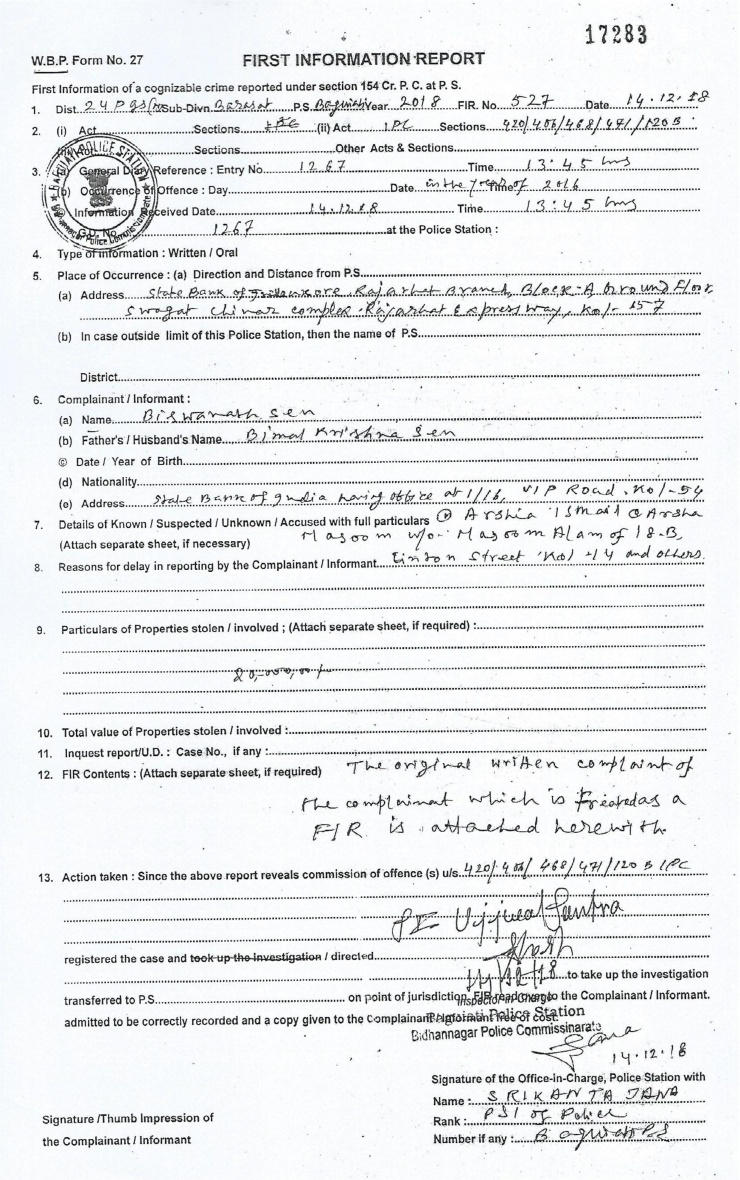 17283
W.B.P. Form No. 27
FIRST INFORMATION REPORT
First Information of a cognizable crime reported under section 154 Cr. P. C. at P. S.
1. Dist. 24 Pgs(N) Sub-Divn. Barasat P.S. Baguiati Year 2018 FIR. No. 527 Date 14.12.18
2. (i) Act Sections IPC (ii) Act IPC Sections 420/406/468/471/120B
Sections Other Acts & Sections
3. (a) General Diary Reference : Entry No. 1267 Time 13:45 hrs
(b) Occurrence of Offence : Day Date in the year of 2016
Information Received Date 14.12.18 Time 13:45 hrs
G.D. No. 1267 at the Police Station :
4. Type of Information : Written / Oral
5. Place of Occurrence : (a) Direction and Distance from P.S.
(a) Address State Bank of Rajarhat Branch, Block-A Ground Floor
Swagat Chinar complex Rajarhat Expressway, Kol- 157
(b) In case outside limit of this Police Station, then the name of P.S.
District
6. Complainant / Informant :
(a) Name Biswanath Sen
(b) Father's / Husband's Name Bimal Krishna Sen
© Date / Year of Birth
(d) Nationality
(e) Address State Bank of India having office at 1/16, VIP Road, Kol-54
7. Details of Known / Suspected / Unknown / Accused with full particulars ① Arshia Ismail @ Arsha
(Attach separate sheet, if necessary) Masoom w/o- Masoom Alam of 18-B,
8. Reasons for delay in reporting by the Complainant / Informant Linton Street Kol-14 and others.
9. Particulars of Properties stolen / involved ; (Attach separate sheet, if required) :
10. Total value of Properties stolen / involved :
11. Inquest report/U.D. : Case No., if any :
12. FIR Contents : (Attach separate sheet, if required) The original written complaint of
the complainat which is treated as a
FIR is attached herewith.
13. Action taken : Since the above report reveals commission of offence (s) u/s. 420/406/468/471/120B IPC
SI Ujjwal Santra
registered the case and took up the Investigation / directed
14/12/18 to take up the investigation
transferred to P.S. on point of jurisdiction, FIR read over to the Complainant / Informant.
Inspector-in-Charge
admitted to be correctly recorded and a copy given to the Complainant / Informant free of cost.
Baguiati Police Station
Bidhannagar Police Commissinarate
14.12.18
Signature of the Office-in-Charge, Police Station with
Name : SRIKANTA JANA
Rank : PSI of Police
Number if any : Baguiati PS
Signature /Thumb Impression of
the Complainant / Informant